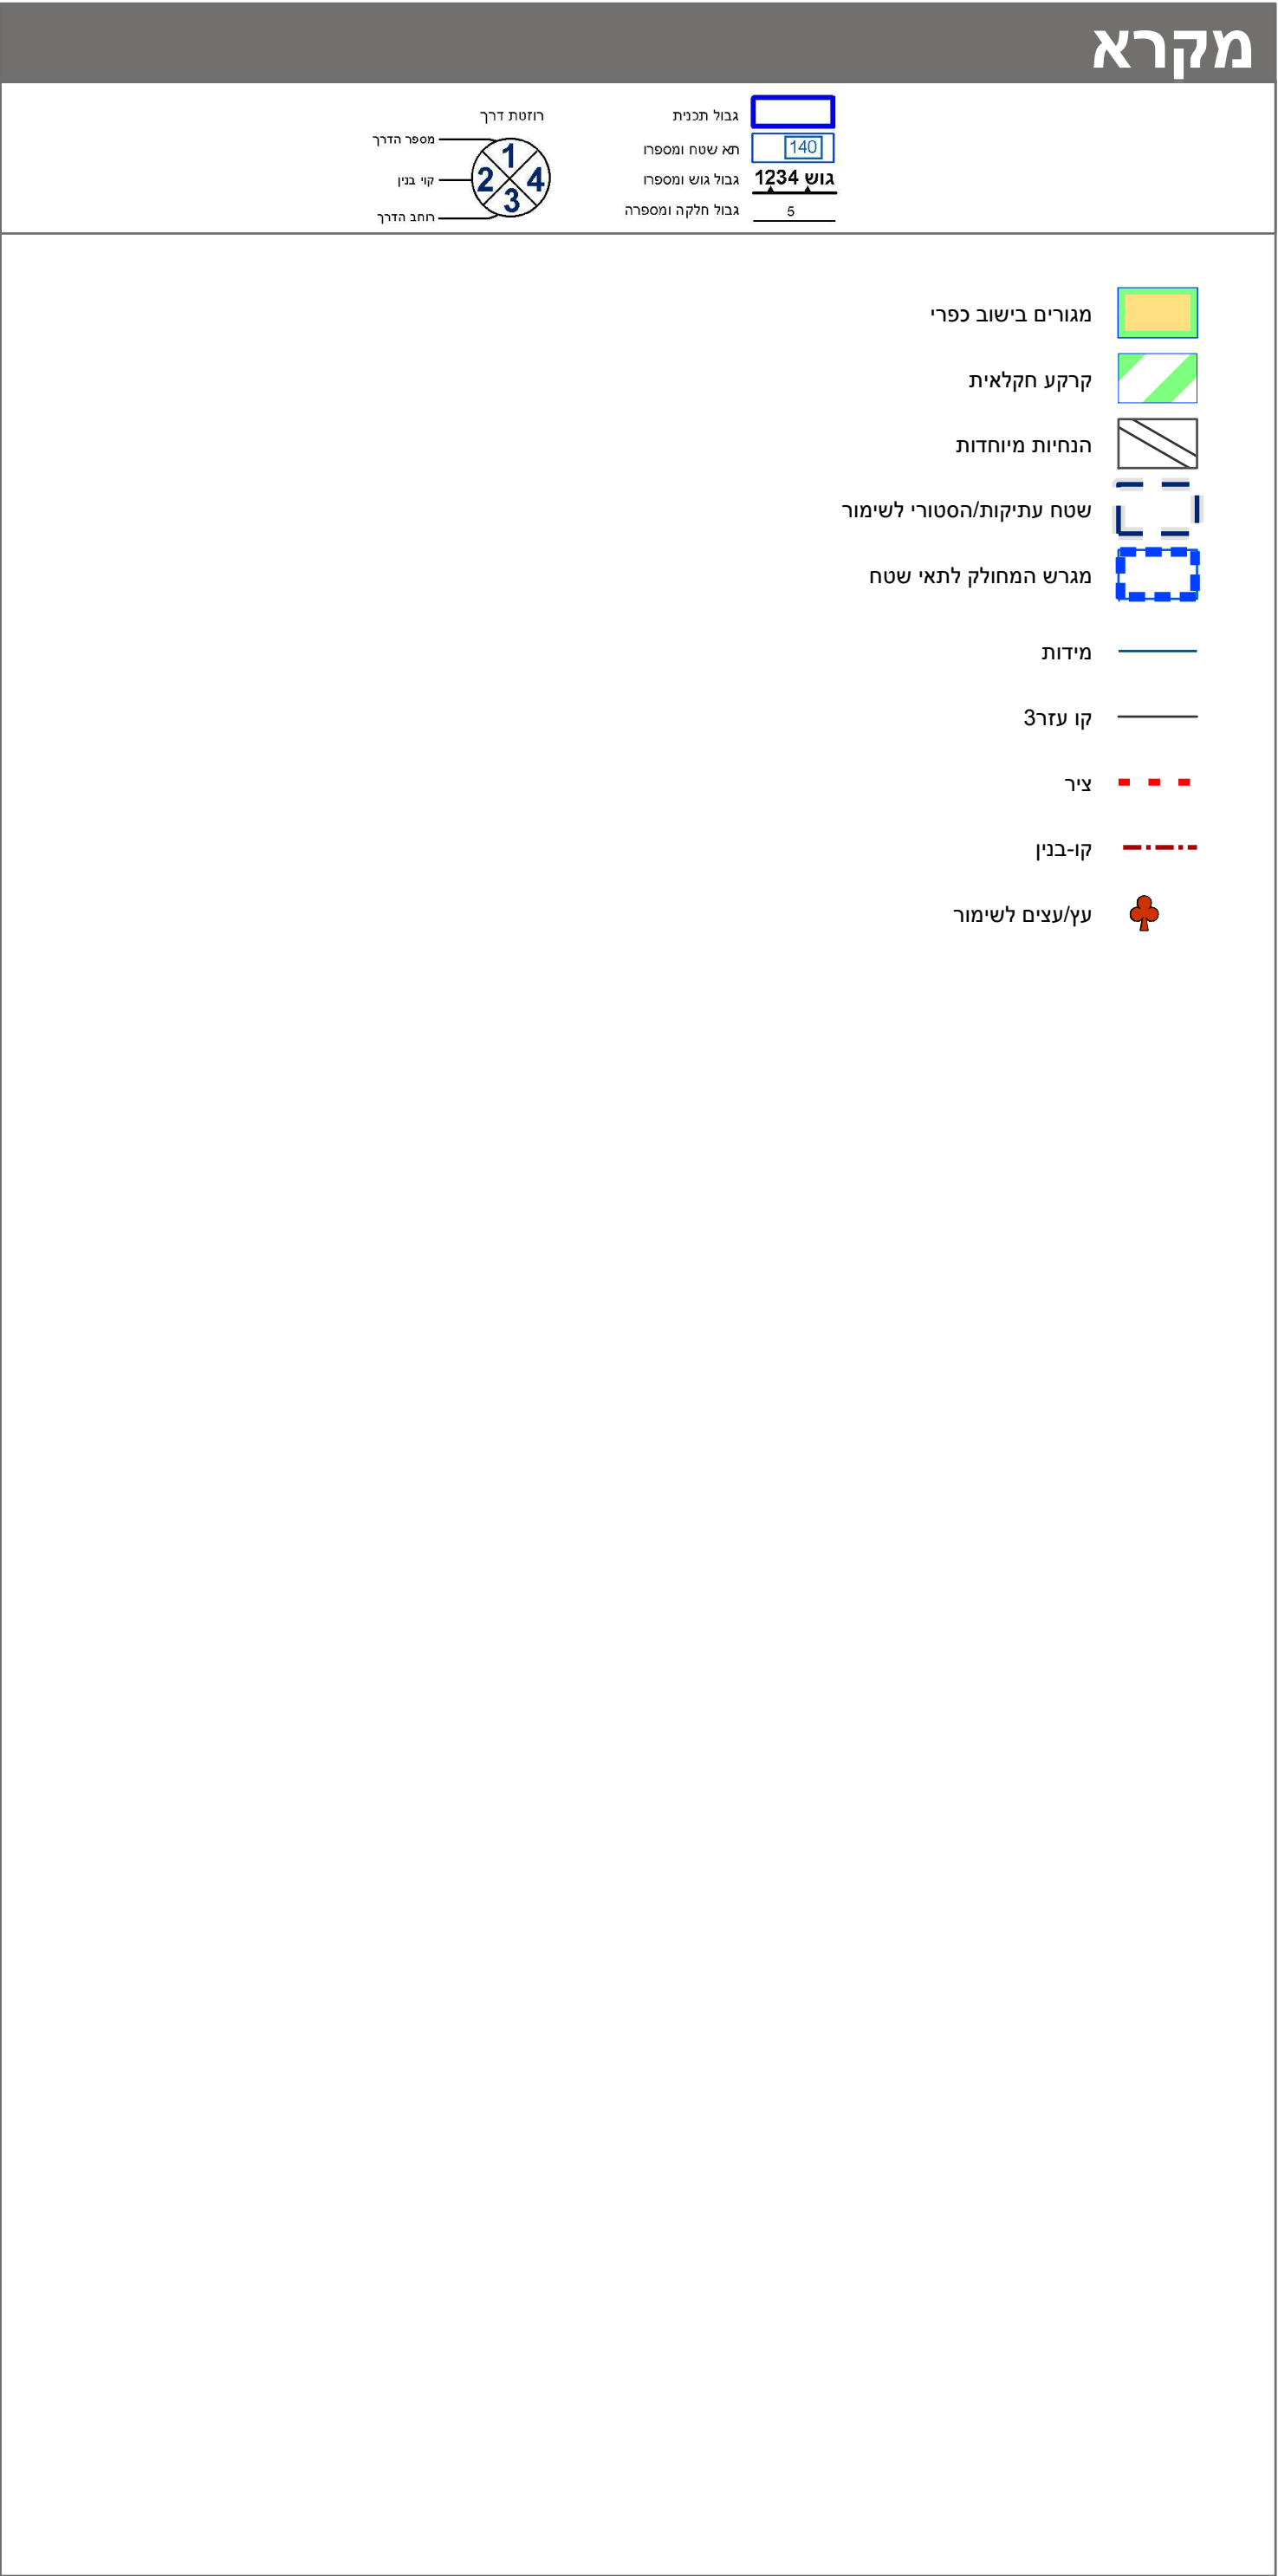 מקרא
גבול תכנית
140 תא שטח ומספרו
גוש 1234 גבול גוש ומספרו
5 גבול חלקה ומספרה
רוזטת דרך
מספר הדרך
קוי בנין
רוחב הדרך
1
2 4
3
מגורים בישוב כפרי
קרקע חקלאית
הנחיות מיוחדות
שטח עתיקות/הסטורי לשימור
מגרש המחולק לתאי שטח
מידות
קו עזר3
ציר
קו-בנין
עץ/עצים לשימור